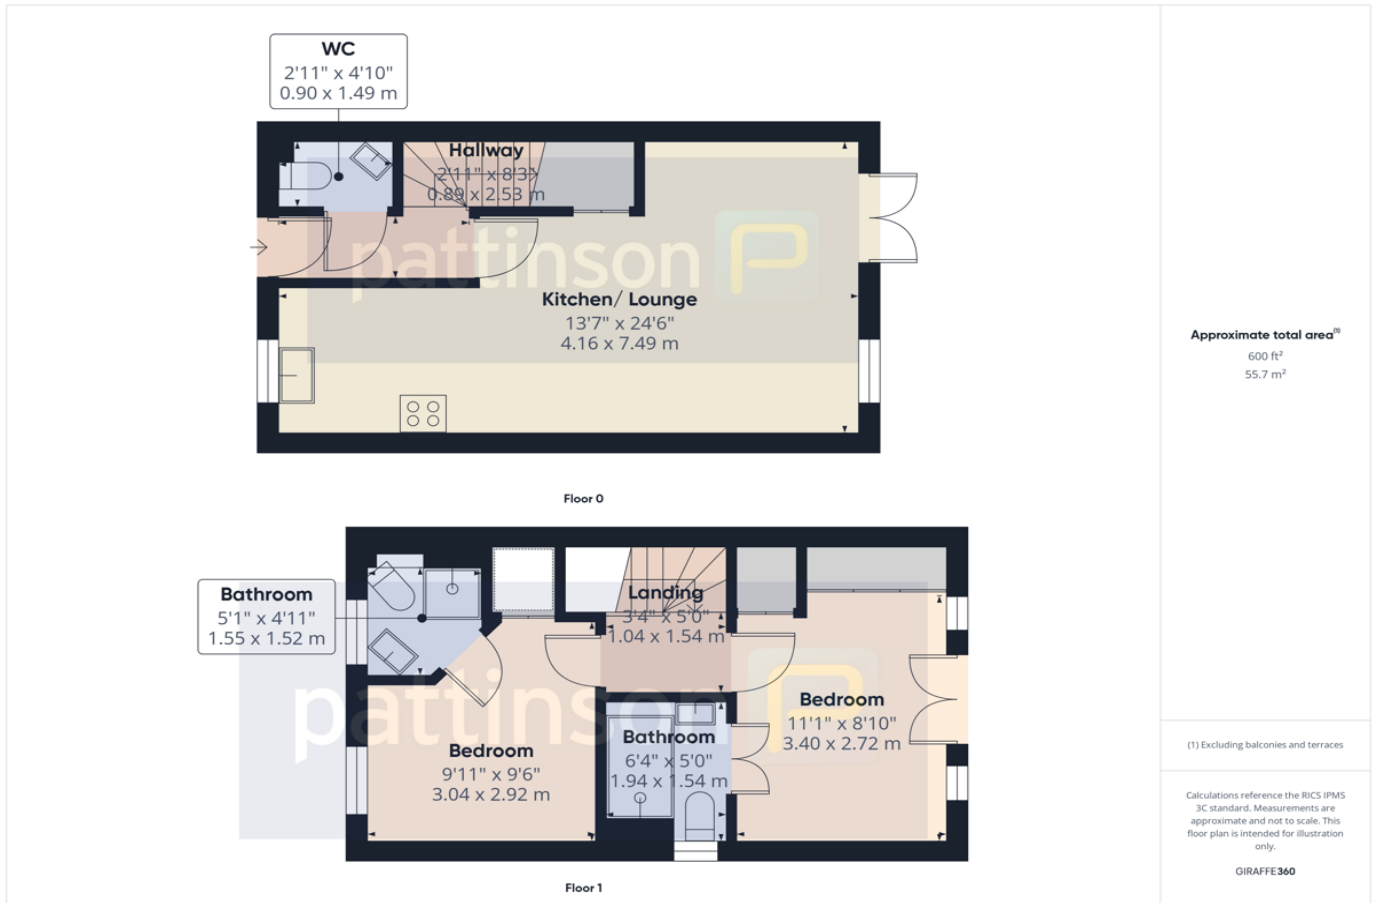 WC
2'11" x 4'10"
0.90 x 1.49 m
Hallway
2'11" x 8'3"
0.89 x 2.53 m
pattinson
Kitchen/ Lounge
13'7" x 24'6"
4.16 x 7.49 m
Floor 0
Bathroom
5'1" x 4'11"
1.55 x 1.52 m
Landing
3'4" x 5'0"
1.04 x 1.54 m
pattinson
Bedroom
9'11" x 9'6"
3.04 x 2.92 m
Bathroom
6'4" x 5'0"
1.94 x 1.54 m
Bedroom
11'1" x 8'10"
3.40 x 2.72 m
Floor 1
Approximate total area(1)
600 ft²
55.7 m²
(1) Excluding balconies and terraces
Calculations reference the RICS IPMS
3C standard. Measurements are
approximate and not to scale. This
floor plan is intended for illustration
only.
GIRAFFE360